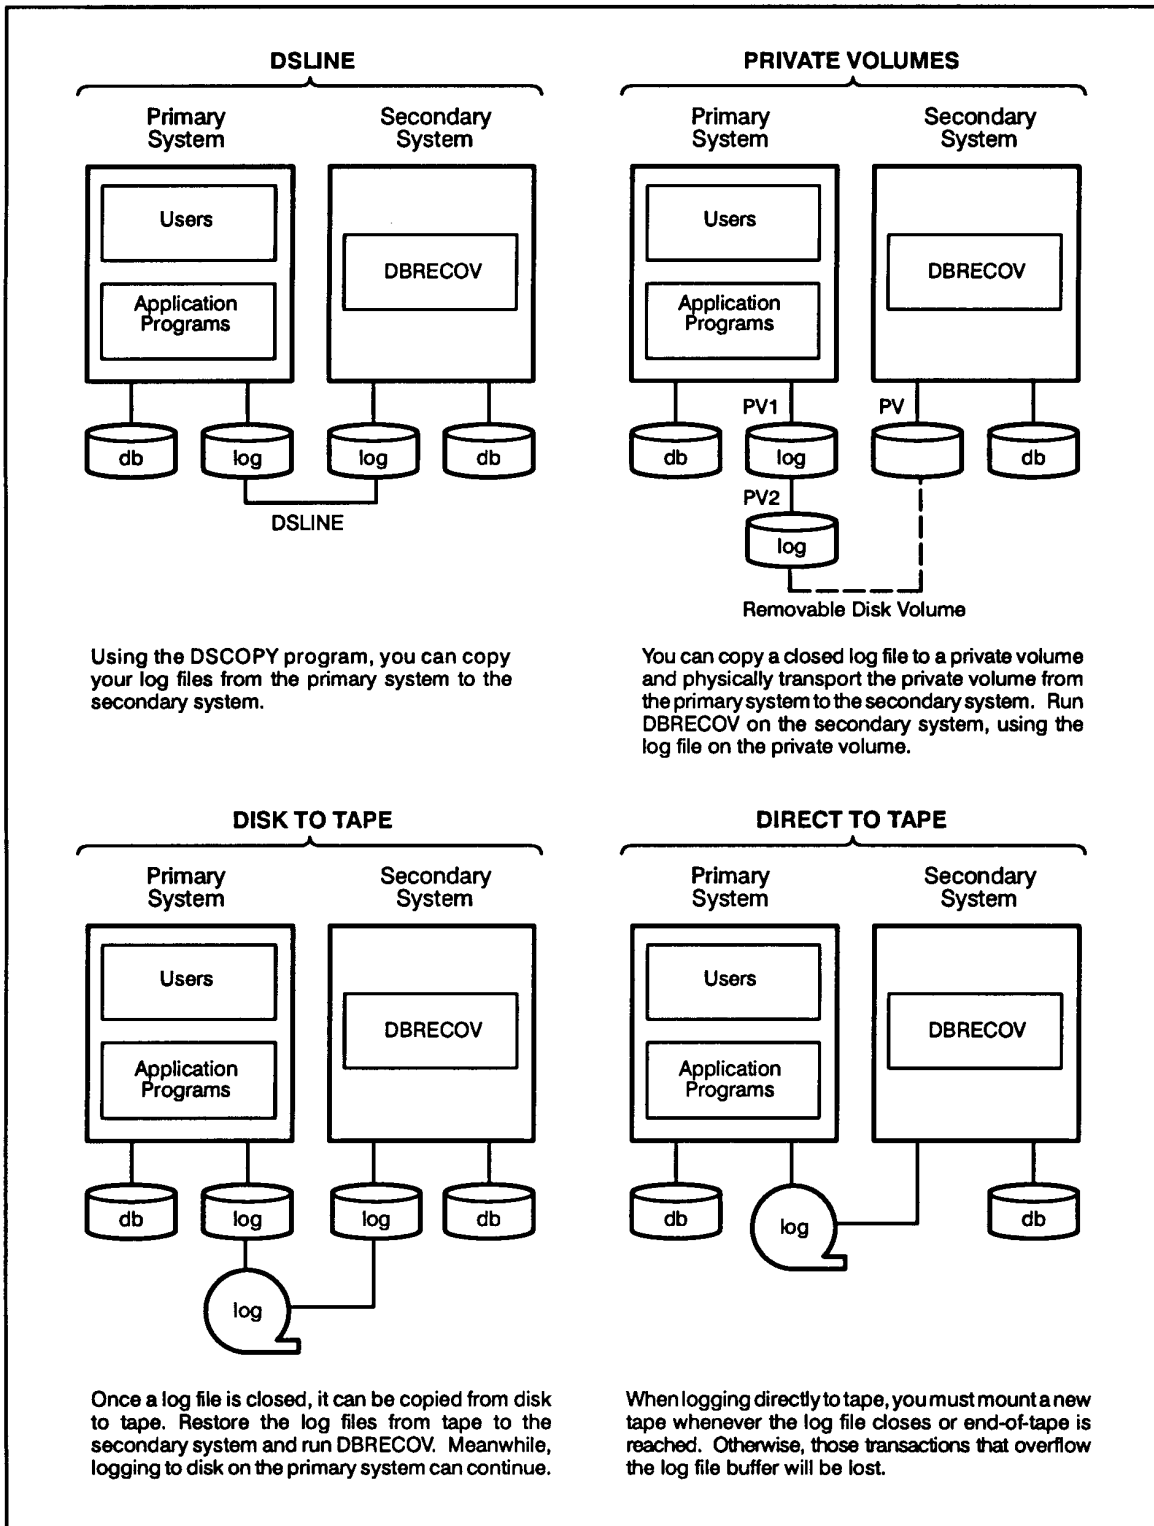 DSLINE
Primary
System
Secondary
System
Users
Application
Programs
DBRECOV
db
log
log
db
DSLINE
Using the DSCOPY program, you can copy
your log files from the primary system to the
secondary system.
PRIVATE VOLUMES
Primary
System
Secondary
System
Users
Application
Programs
DBRECOV
PV1
PV
db
log
db
PV2
log
Removable Disk Volume
You can copy a closed log file to a private volume
and physically transport the private volume from
the primary system to the secondary system. Run
DBRECOV on the secondary system, using the
log file on the private volume.
DISK TO TAPE
Primary
System
Secondary
System
Users
Application
Programs
DBRECOV
db
log
log
db
log
Once a log file is closed, it can be copied from disk
to tape. Restore the log files from tape to the
secondary system and run DBRECOV. Meanwhile,
logging to disk on the primary system can continue.
DIRECT TO TAPE
Primary
System
Secondary
System
Users
Application
Programs
DBRECOV
db
log
db
When logging directly to tape, you must mount a new
tape whenever the log file closes or end-of-tape is
reached. Otherwise, those transactions that overflow
the log file buffer will be lost.